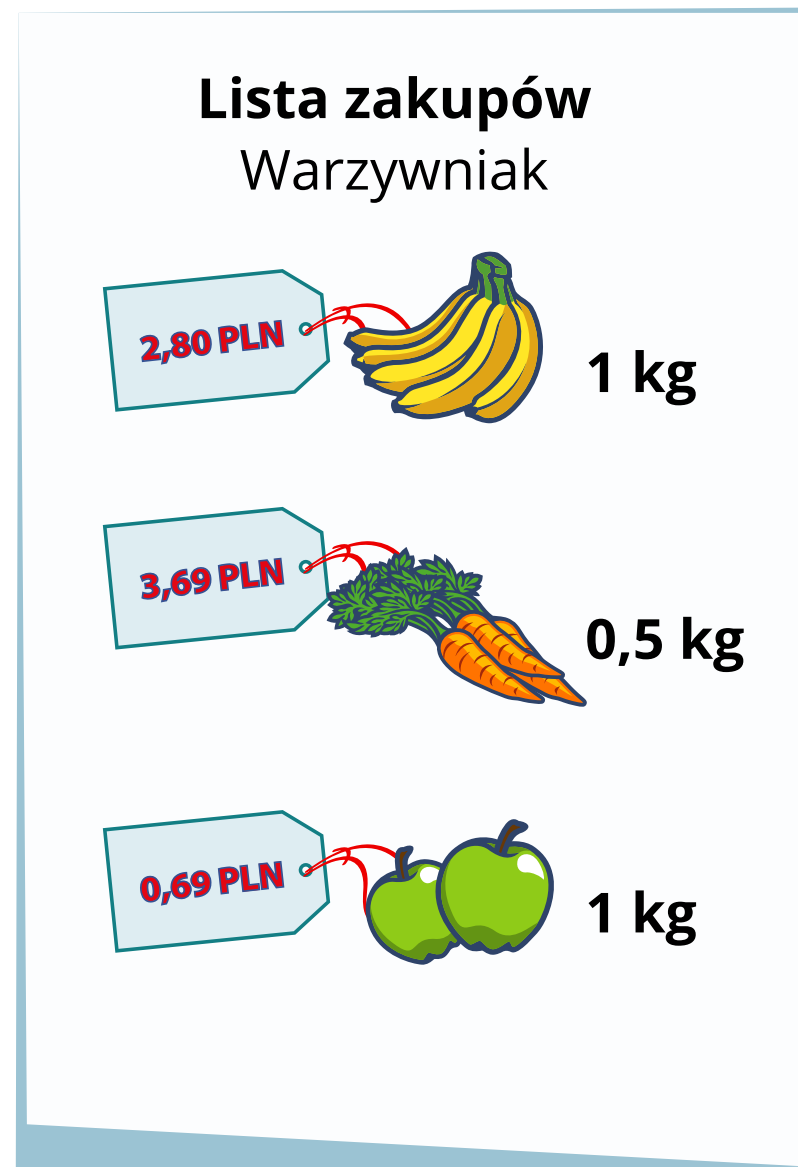 Lista zakupów
Warzywniak
2,80 PLN
1 kg
3,69 PLN
0,5 kg
0,69 PLN
1 kg